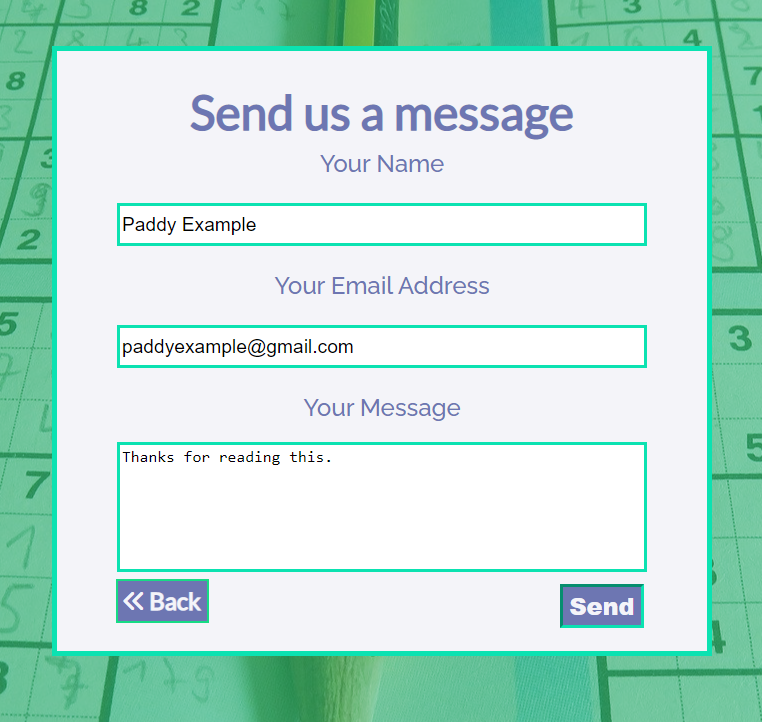 Send us a message
Your Name
Paddy Example
Your Email Address
paddyexample@gmail.com
Your Message
Thanks for reading this.
« Back
Send